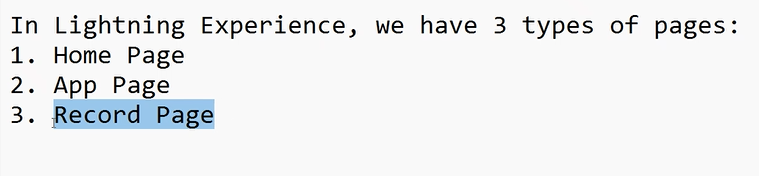 In Lightning Experience, we have 3 types of pages:
1. Home Page
2. App Page
3. Record Page